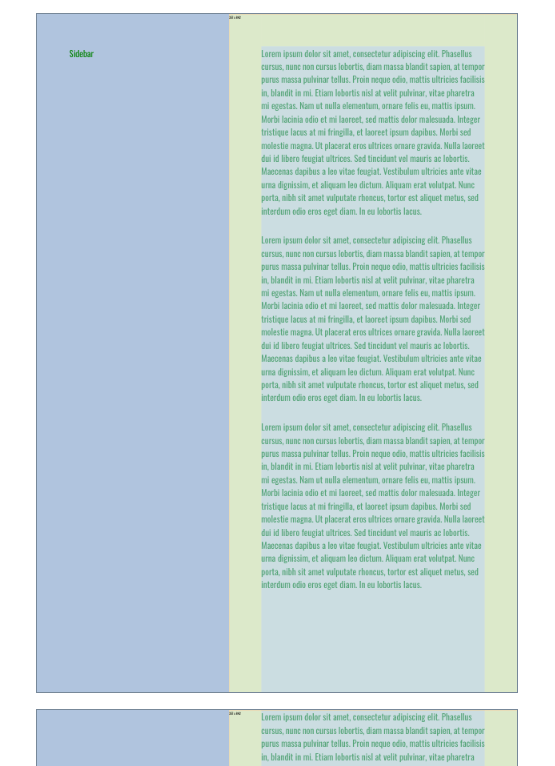 Sidebar
Lorem ipsum dolor sit amet, consectetur adipiscing elit. Phasellus
cursus, nunc non cursus lobortis, diam massa blandit sapien, at tempor
purus massa pulvinar tellus. Proin neque odio, mattis ultricies facilisis
in, blandit in mi. Etiam lobortis nisl at velit pulvinar, vitae pharetra
mi egestas. Nam ut nulla elementum, ornare felis eu, mattis ipsum.
Morbi lacinia odio et mi laoreet, sed mattis dolor malesuada. Integer
tristique lacus at mi fringilla, et laoreet ipsum dapibus. Morbi sed
molestie magna. Ut placerat eros ultrices ornare gravida. Nulla laoreet
dui id libero feugiat ultrices. Sed tincidunt vel mauris ac lobortis.
Maecenas dapibus a leo vitae feugiat. Vestibulum ultricies ante vitae
urna dignissim, et aliquam leo dictum. Aliquam erat volutpat. Nunc
porta, nibh sit amet vulputate rhoncus, tortor est aliquet metus, sed
interdum odio eros eget diam. In eu lobortis lacus.
Lorem ipsum dolor sit amet, consectetur adipiscing elit. Phasellus
cursus, nunc non cursus lobortis, diam massa blandit sapien, at tempor
purus massa pulvinar tellus. Proin neque odio, mattis ultricies facilisis
in, blandit in mi. Etiam lobortis nisl at velit pulvinar, vitae pharetra
mi egestas. Nam ut nulla elementum, ornare felis eu, mattis ipsum.
Morbi lacinia odio et mi laoreet, sed mattis dolor malesuada. Integer
tristique lacus at mi fringilla, et laoreet ipsum dapibus. Morbi sed
molestie magna. Ut placerat eros ultrices ornare gravida. Nulla laoreet
dui id libero feugiat ultrices. Sed tincidunt vel mauris ac lobortis.
Maecenas dapibus a leo vitae feugiat. Vestibulum ultricies ante vitae
urna dignissim, et aliquam leo dictum. Aliquam erat volutpat. Nunc
porta, nibh sit amet vulputate rhoncus, tortor est aliquet metus, sed
interdum odio eros eget diam. In eu lobortis lacus.
Lorem ipsum dolor sit amet, consectetur adipiscing elit. Phasellus
cursus, nunc non cursus lobortis, diam massa blandit sapien, at tempor
purus massa pulvinar tellus. Proin neque odio, mattis ultricies facilisis
in, blandit in mi. Etiam lobortis nisl at velit pulvinar, vitae pharetra
mi egestas. Nam ut nulla elementum, ornare felis eu, mattis ipsum.
Morbi lacinia odio et mi laoreet, sed mattis dolor malesuada. Integer
tristique lacus at mi fringilla, et laoreet ipsum dapibus. Morbi sed
molestie magna. Ut placerat eros ultrices ornare gravida. Nulla laoreet
dui id libero feugiat ultrices. Sed tincidunt vel mauris ac lobortis.
Maecenas dapibus a leo vitae feugiat. Vestibulum ultricies ante vitae
urna dignissim, et aliquam leo dictum. Aliquam erat volutpat. Nunc
porta, nibh sit amet vulputate rhoncus, tortor est aliquet metus, sed
interdum odio eros eget diam. In eu lobortis lacus.
Lorem ipsum dolor sit amet, consectetur adipiscing elit. Phasellus
cursus, nunc non cursus lobortis, diam massa blandit sapien, at tempor
purus massa pulvinar tellus. Proin neque odio, mattis ultricies facilisis
in, blandit in mi. Etiam lobortis nisl at velit pulvinar, vitae pharetra